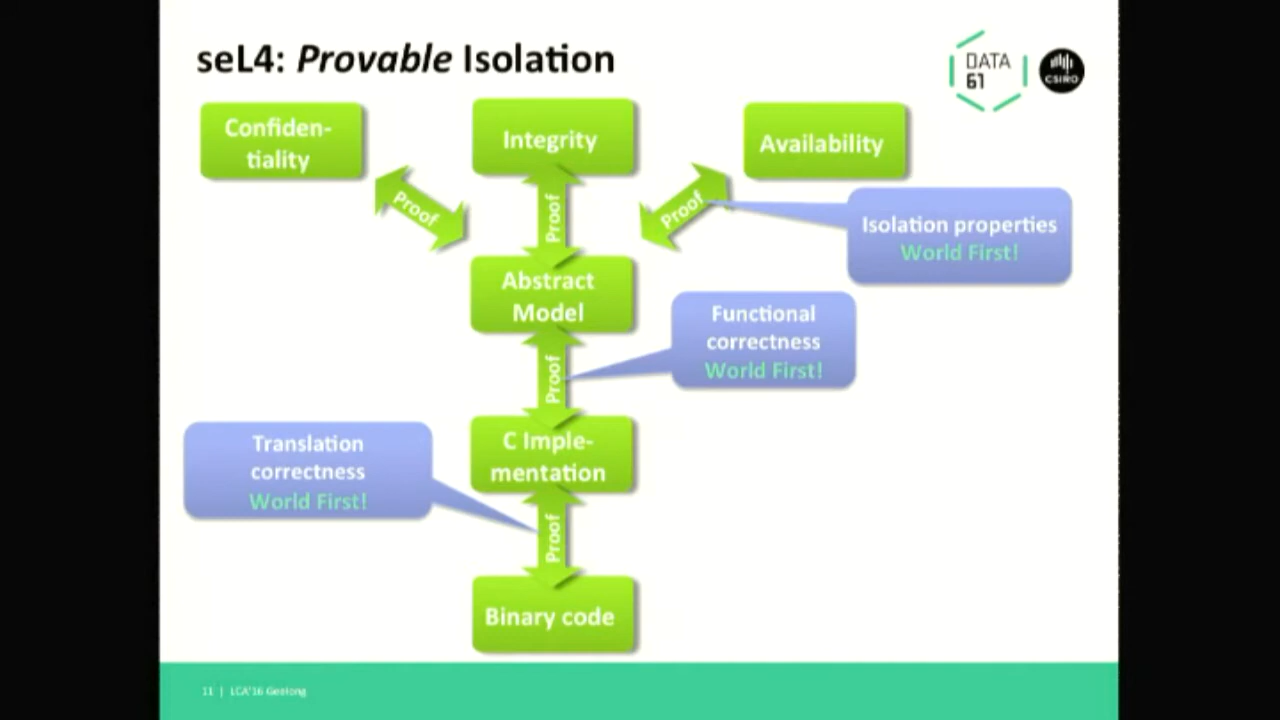 seL4: Provable Isolation
DATA
61
CSIRO
Confiden-
tiality
Integrity
Availability
Proof
Proof
Proof
Isolation properties
World First!
Abstract
Model
Functional
correctness
World First!
Proof
C Imple-
mentation
Translation
correctness
World First!
Proof
Binary code
11 | LCA'16 Geelong